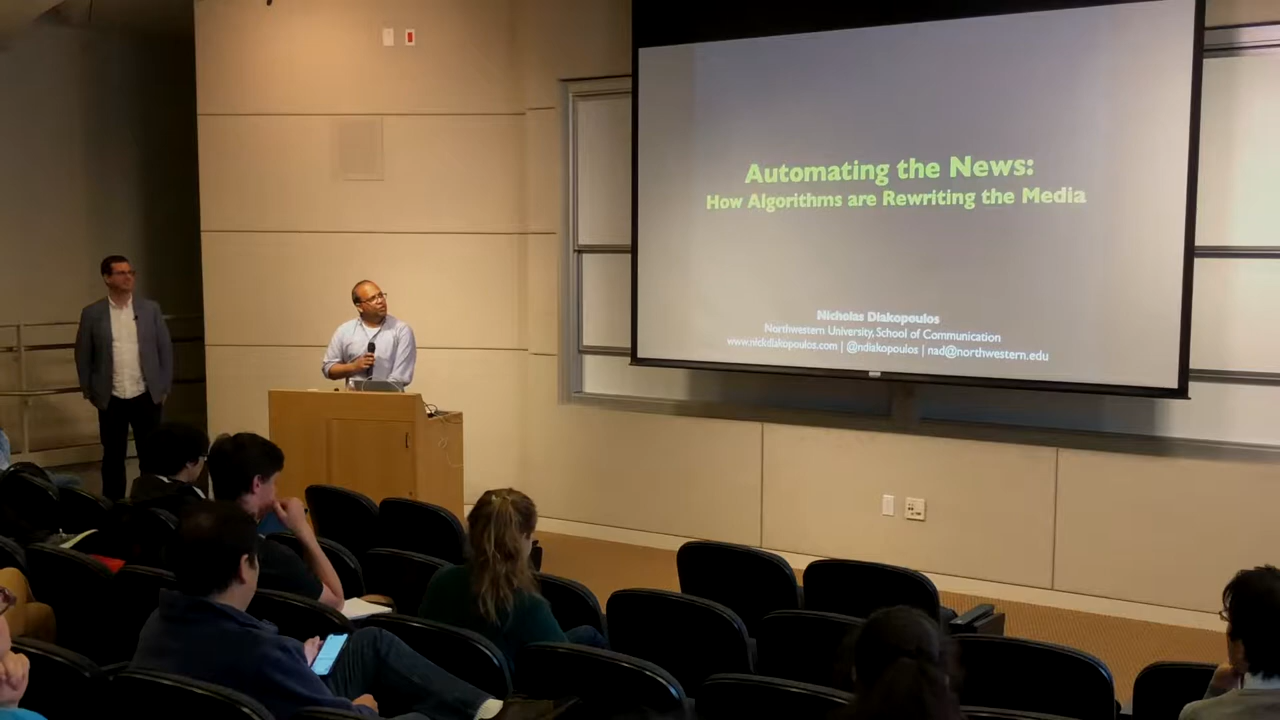 Automating the News:
How Algorithms are Rewriting the Media
Nicholas Diakopoulos
Northwestern University, School of Communication
www.nickdiakopoulos.com | @ndiakopoulos | nad@northwestern.edu